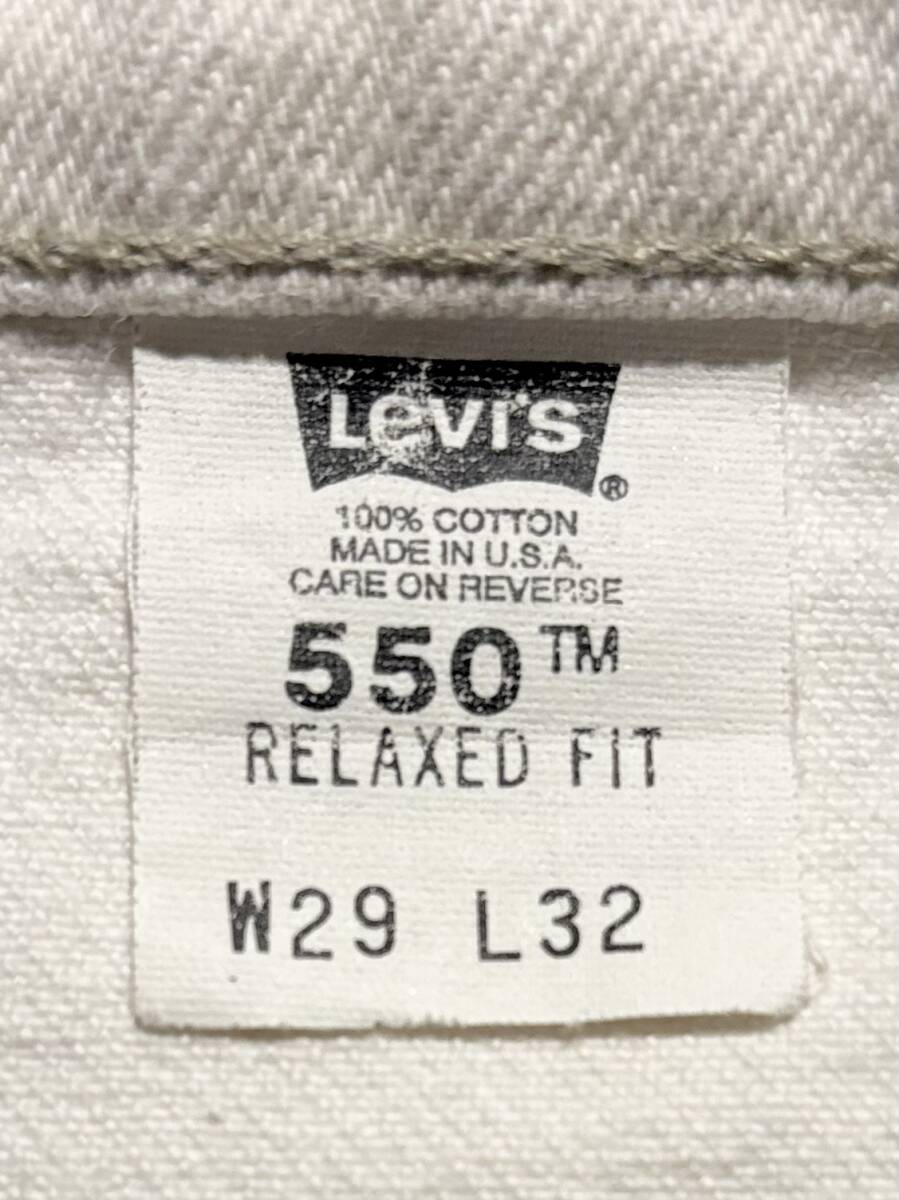 Levi's®
100% COTTON
MADE IN U.S.A.
CARE ON REVERSE
550™
RELAXED FIT
W29 L32